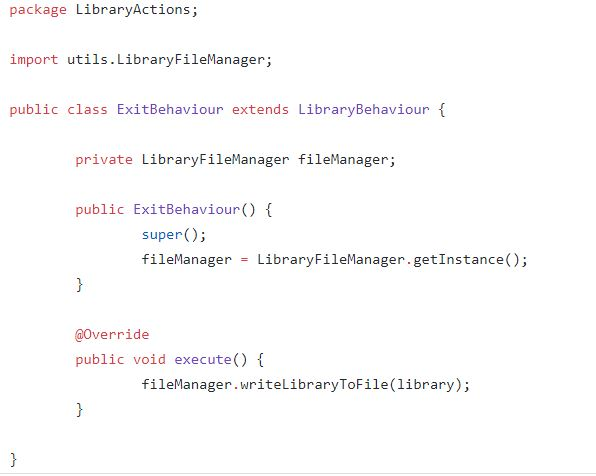 package LibraryActions;
import utils.LibraryFileManager;
public class ExitBehaviour extends LibraryBehaviour {
private LibraryFileManager fileManager;
public ExitBehaviour() {
super();
fileManager = LibraryFileManager.getInstance();
}
@Override
public void execute() {
fileManager.writeLibraryToFile(library);
}
}